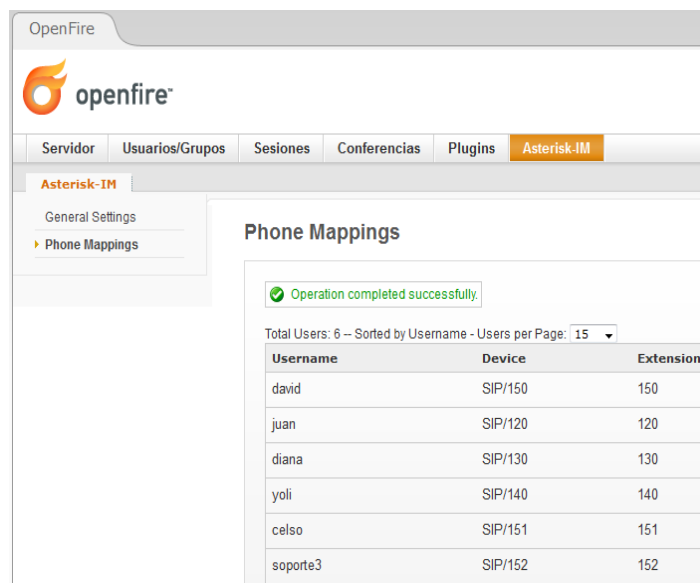 OpenFire
openfire™
Servidor Usuarios/Grupos Sesiones Conferencias Plugins Asterisk-IM
Asterisk-IM
General Settings
Phone Mappings
Phone Mappings
Operation completed successfully.
Total Users: 6 -- Sorted by Username - Users per Page: 15
Username Device Extension
david SIP/150 150
juan SIP/120 120
diana SIP/130 130
yoli SIP/140 140
celso SIP/151 151
soporte3 SIP/152 152